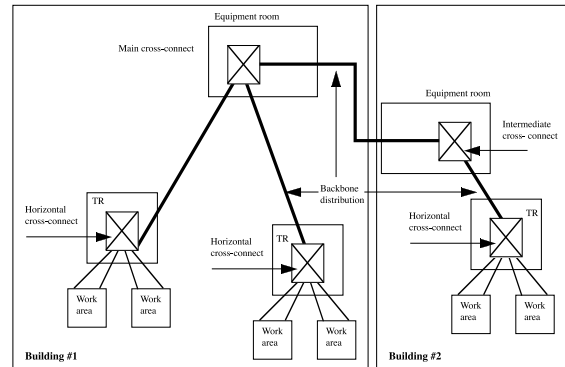 Equipment room
Main cross-connect
Equipment room
Intermediate
cross- connect
Backbone
distribution
TR
Horizontal
cross-connect
TR
Horizontal
cross-connect
TR
Horizontal
cross-connect
Work
area
Work
area
Work
area
Work
area
Work
area
Work
area
Building #1
Building #2